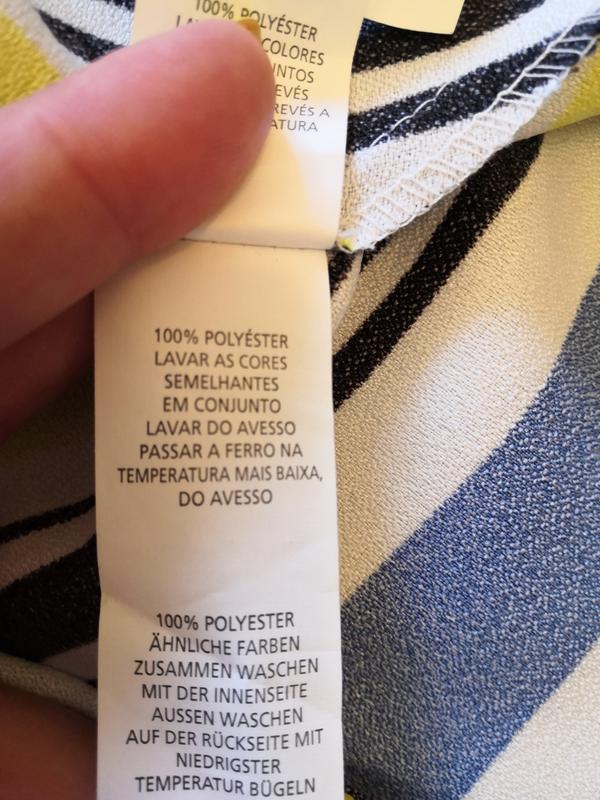 100% POLYÉSTER
COLORES
EVÉS
REVÉS A
100% POLYÉSTER
LAVAR AS CORES
SEMELHANTES
EM CONJUNTO
LAVAR DO AVESSO
PASSAR A FERRO NA
TEMPERATURA MAIS BAIXA,
DO AVESSO
100% POLYESTER
ÄHNLICHE FARBEN
ZUSAMMEN WASCHEN
MIT DER INNENSEITE
AUSSEN WASCHEN
AUF DER RÜCKSEITE MIT
NIEDRIGSTER
TEMPERATUR BÜGELN